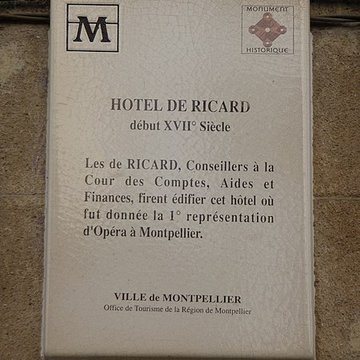 M
MONUMENT
HISTORIQUE
HOTEL DE RICARD
début XVII° Siècle
Les de RICARD, Conseillers à la
Cour des Comptes, Aides et
Finances, firent édifier cet hôtel où
fut donnée la 1° représentation
d'Opéra à Montpellier.
VILLE de MONTPELLIER
Office de Tourisme de la Région de Montpellier